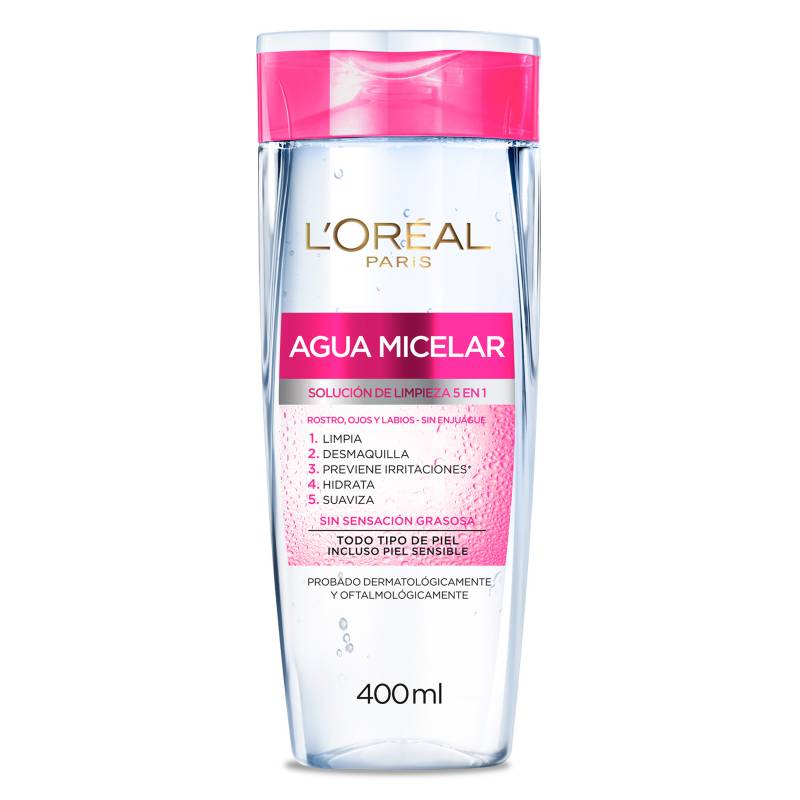 L'ORÉAL
PARIS
AGUA MICELAR
SOLUCIÓN DE LIMPIEZA 5 EN 1
ROSTRO, OJOS Y LABIOS - SIN ENJUAGUE
1. LIMPIA
2. DESMAQUILLA
3. PREVIENE IRRITACIONES*
4. HIDRATA
5. SUAVIZA
SIN SENSACIÓN GRASOSA
TODO TIPO DE PIEL
INCLUSO PIEL SENSIBLE
PROBADO DERMATOLÓGICAMENTE
Y OFTALMOLÓGICAMENTE
400ml